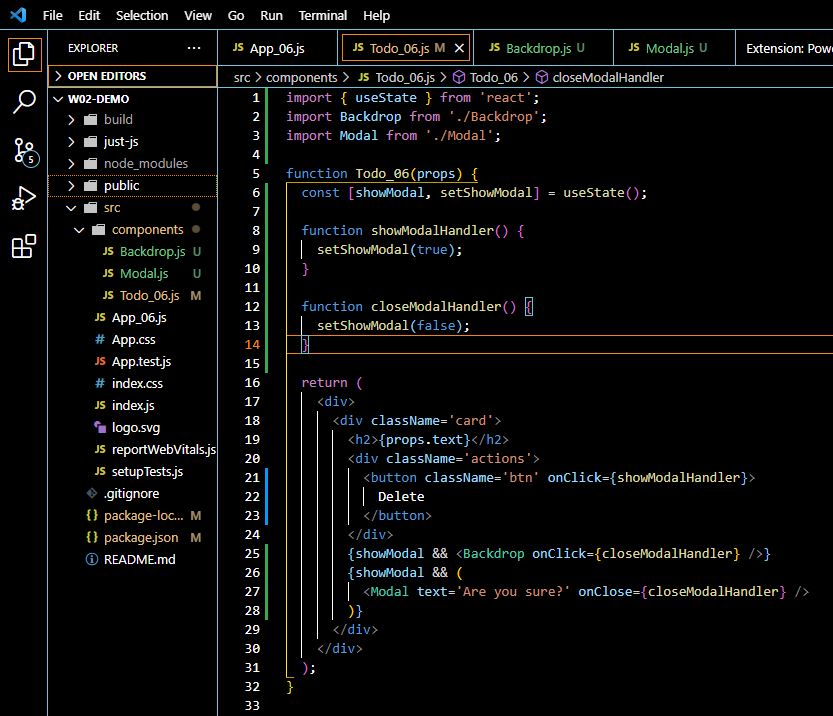 File Edit Selection View Go Run Terminal Help
EXPLORER ···
JS App_06.js JS Todo_06.js M JS Backdrop.js U JS Modal.js U Extension: Pow
OPEN EDITORS
W02-DEMO
build
just-js
node_modules
public
src
components
JS Backdrop.js U
JS Modal.js U
JS Todo_06.js M
JS App_06.js
# App.css
JS App.test.js
# index.css
JS index.js
logo.svg
JS reportWebVitals.js
JS setupTests.js
.gitignore
{} package-loc... M
{} package.json M
README.md
5
src > components > JS Todo_06.js > Todo_06 > closeModalHandler
1 import { useState } from 'react';
2 import Backdrop from './Backdrop';
3 import Modal from './Modal';
4
5 function Todo_06(props) {
6 const [showModal, setShowModal] = useState();
7
8 function showModalHandler() {
9 setShowModal(true);
10 }
11
12 function closeModalHandler() {
13 setShowModal(false);
14 }
15
16 return (
17 <div>
18 <div className='card'>
19 <h2>{props.text}</h2>
20 <div className='actions'>
21 <button className='btn' onClick={showModalHandler}>
22 Delete
23 </button>
24 </div>
25 {showModal && <Backdrop onClick={closeModalHandler} />}
26 {showModal && (
27 <Modal text='Are you sure?' onClose={closeModalHandler} />
28 )}
29 </div>
30 </div>
31 );
32 }
33